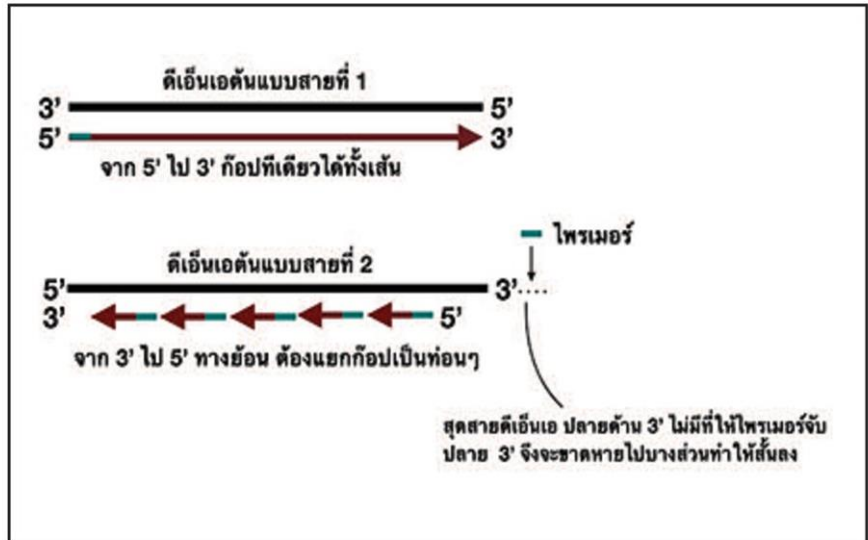 ดีเอ็นเอต้นแบบสายที่ 1
3’ 5’
5’ 3’
จาก 5’ ไป 3’ ก๊อปทีเดียวได้ทั้งเส้น
ไพรเมอร์
ดีเอ็นเอต้นแบบสายที่ 2
5’ 3’.....
3’ 5’
จาก 3’ ไป 5’ ทางย้อน ต้องแยกก๊อปเป็นท่อนๆ
สุดสายดีเอ็นเอ ปลายด้าน 3’ ไม่มีที่ให้ไพรเมอร์จับ
ปลาย 3’ จึงจะขาดหายไปบางส่วนทำให้สั้นลง